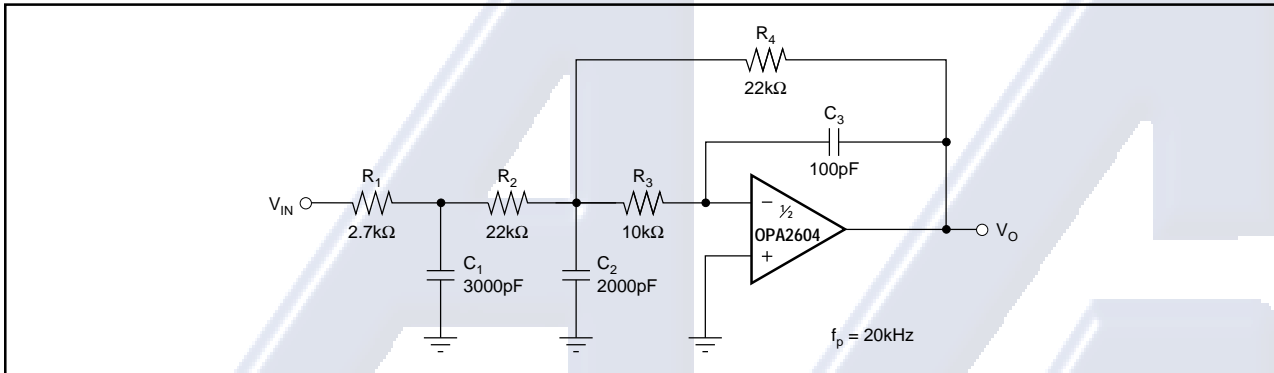 R4
22kΩ
C3
100pF
R1
2.7kΩ
R2
22kΩ
R3
10kΩ
VIN
C1
3000pF
C2
2000pF
–
½
OPA2604
+
VO
fp = 20kHz